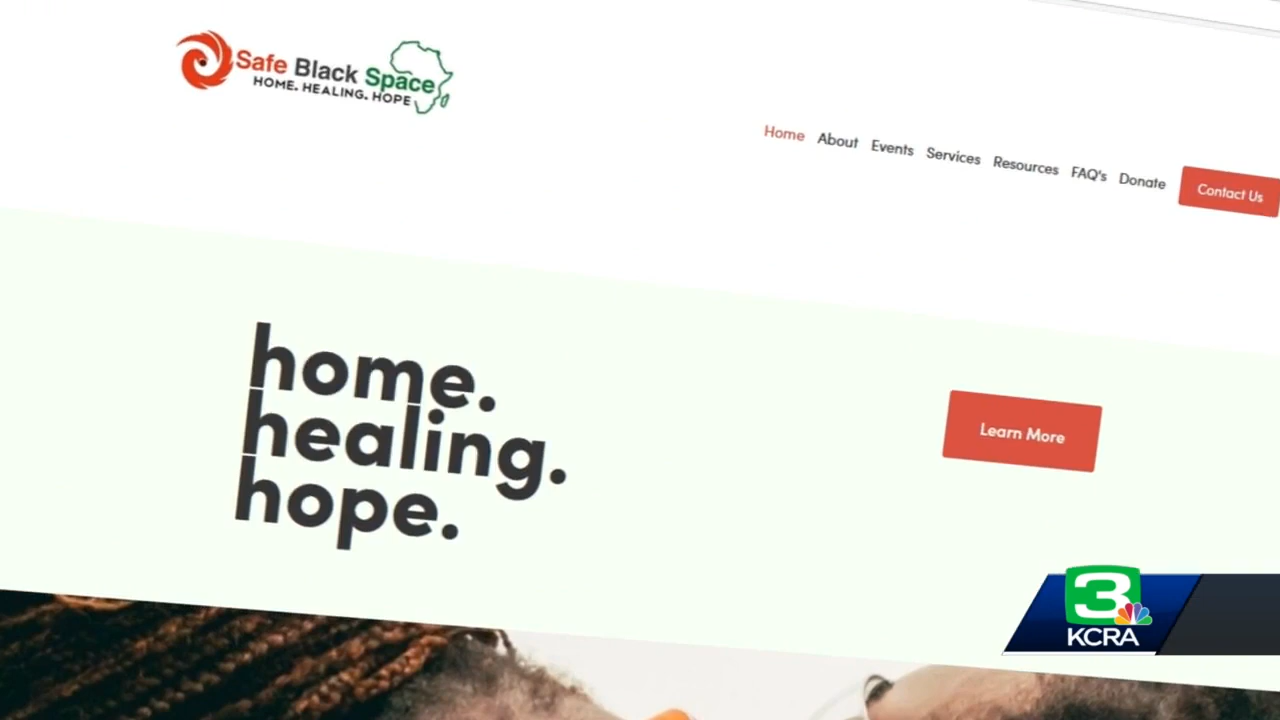 Safe Black Space
HOME. HEALING. HOPE
Home About Events Services Resources FAQ's Donate Contact Us
home.
healing.
hope.
Learn More
3
KCRA